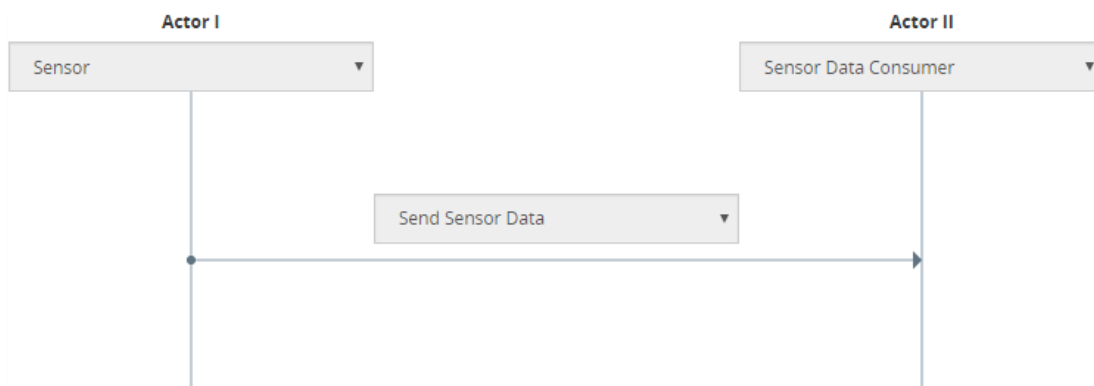 Actor I
Actor II
Sensor
Sensor Data Consumer
Send Sensor Data